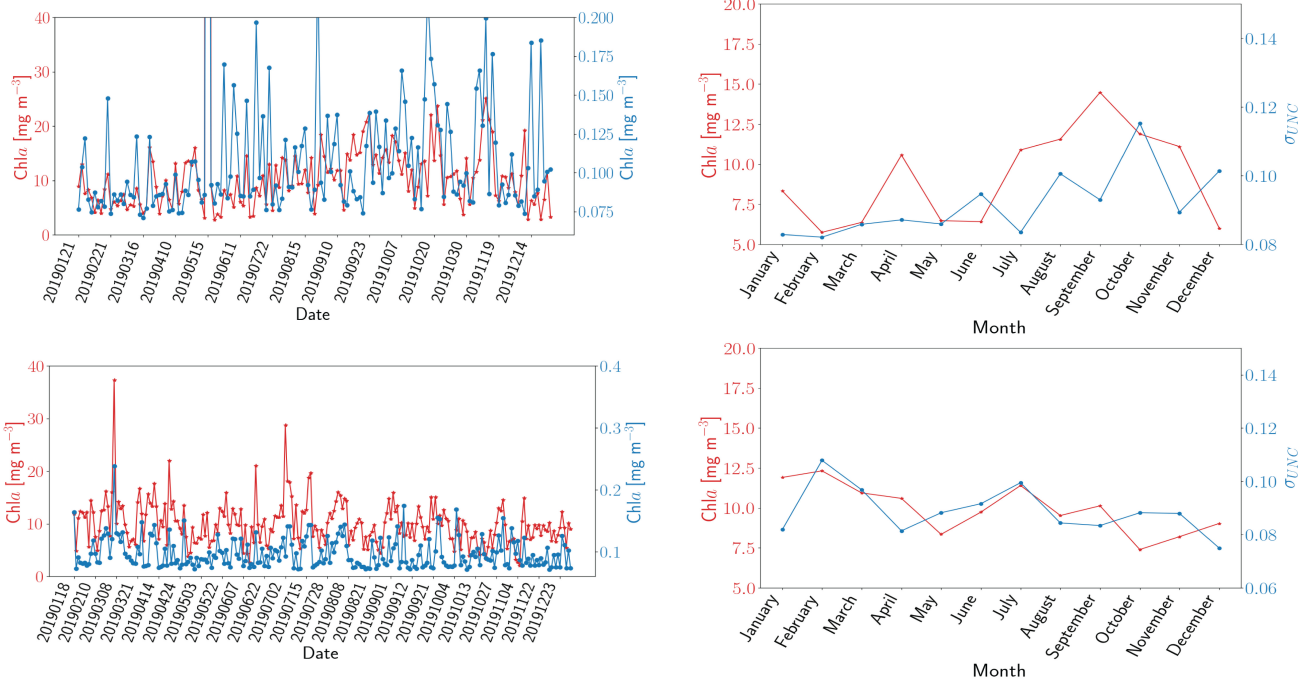 40
30
20
10
0
Chla [mg m⁻³]
0.200
0.175
0.150
0.125
0.100
0.075
Chla [mg m⁻³]
20190121
20190221
20190316
20190410
20190515
20190611
20190722
20190815
20190910
20190923
20191007
20191020
20191030
20191119
20191214
Date
20.0
17.5
15.0
12.5
10.0
7.5
5.0
Chla [mg m⁻³]
0.14
0.12
0.10
0.08
σUNC
January
February
March
April
May
June
July
August
September
October
November
December
Month
40
30
20
10
0
Chla [mg m⁻³]
0.4
0.3
0.2
0.1
Chla [mg m⁻³]
20190118
20190210
20190308
20190321
20190414
20190424
20190503
20190522
20190607
20190622
20190702
20190715
20190728
20190808
20190821
20190901
20190912
20190921
20191004
20191013
20191027
20191104
20191122
20191223
Date
20.0
17.5
15.0
12.5
10.0
7.5
5.0
Chla [mg m⁻³]
0.14
0.12
0.10
0.08
0.06
σUNC
January
February
March
April
May
June
July
August
September
October
November
December
Month